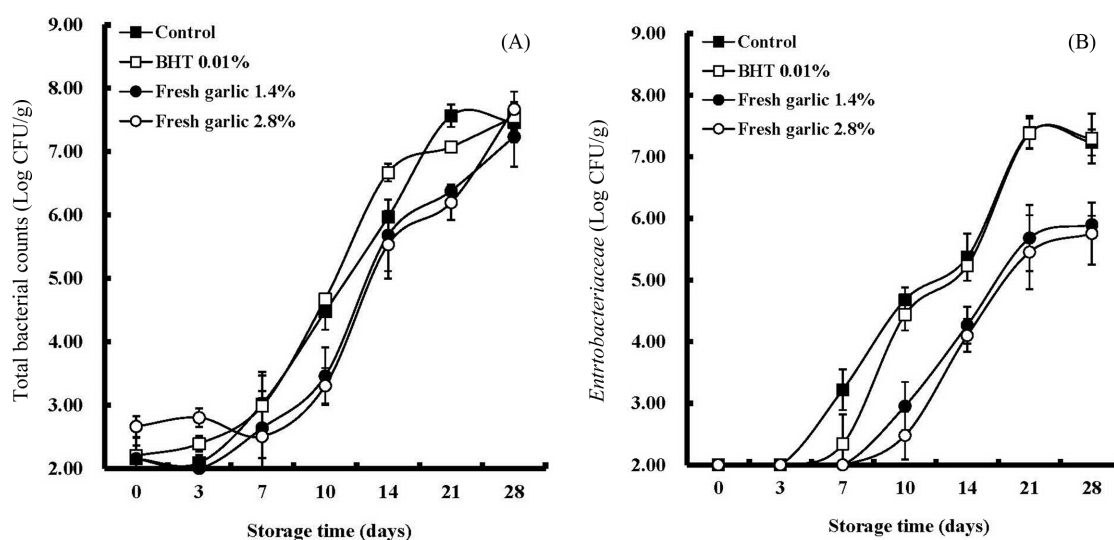 Total bacterial counts (Log CFU/g)
9.00
8.00
7.00
6.00
5.00
4.00
3.00
2.00
Control
BHT 0.01%
Fresh garlic 1.4%
Fresh garlic 2.8%
(A)
0 3 7 10 14 21 28
Storage time (days)
Entrtobacteriaceae (Log CFU/g)
9.00
8.00
7.00
6.00
5.00
4.00
3.00
2.00
Control
BHT 0.01%
Fresh garlic 1.4%
Fresh garlic 2.8%
(B)
0 3 7 10 14 21 28
Storage time (days)